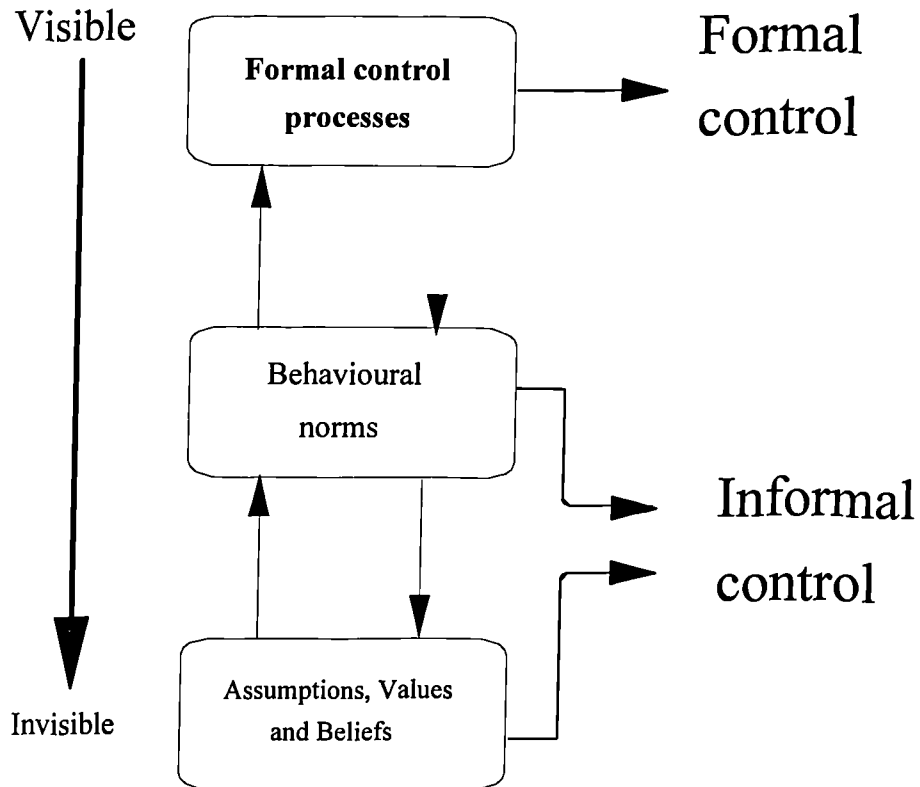 Visible
Formal control
processes
Formal
control
Behavioural
norms
Informal
control
Assumptions, Values
and Beliefs
Invisible